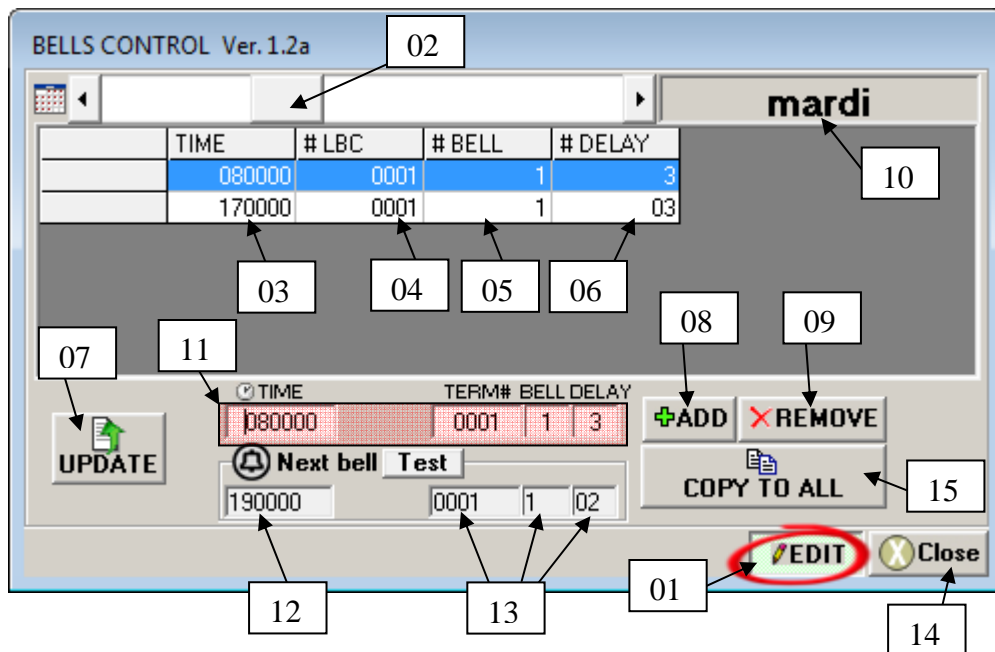 BELLS CONTROL Ver. 1.2a
02
mardi
TIME # LBC # BELL # DELAY
080000 0001 1 3
170000 0001 1 03
10
03 04 05 06
08 09
07 11
TIME TERM# BELL DELAY
080000 0001 1 3
ADD REMOVE
UPDATE
Next bell Test
COPY TO ALL
15
190000 0001 1 02
EDIT Close
01
12 13
14